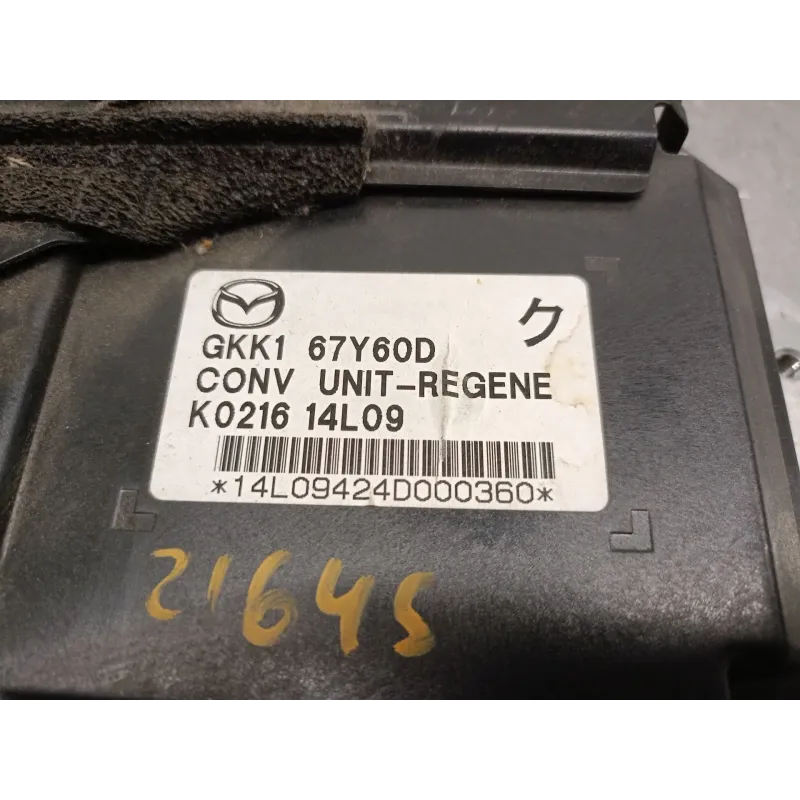 ク
GKK1 67Y60D
CONV UNIT-REGENE
K0216 14L09
*14L09424D000360*
21645